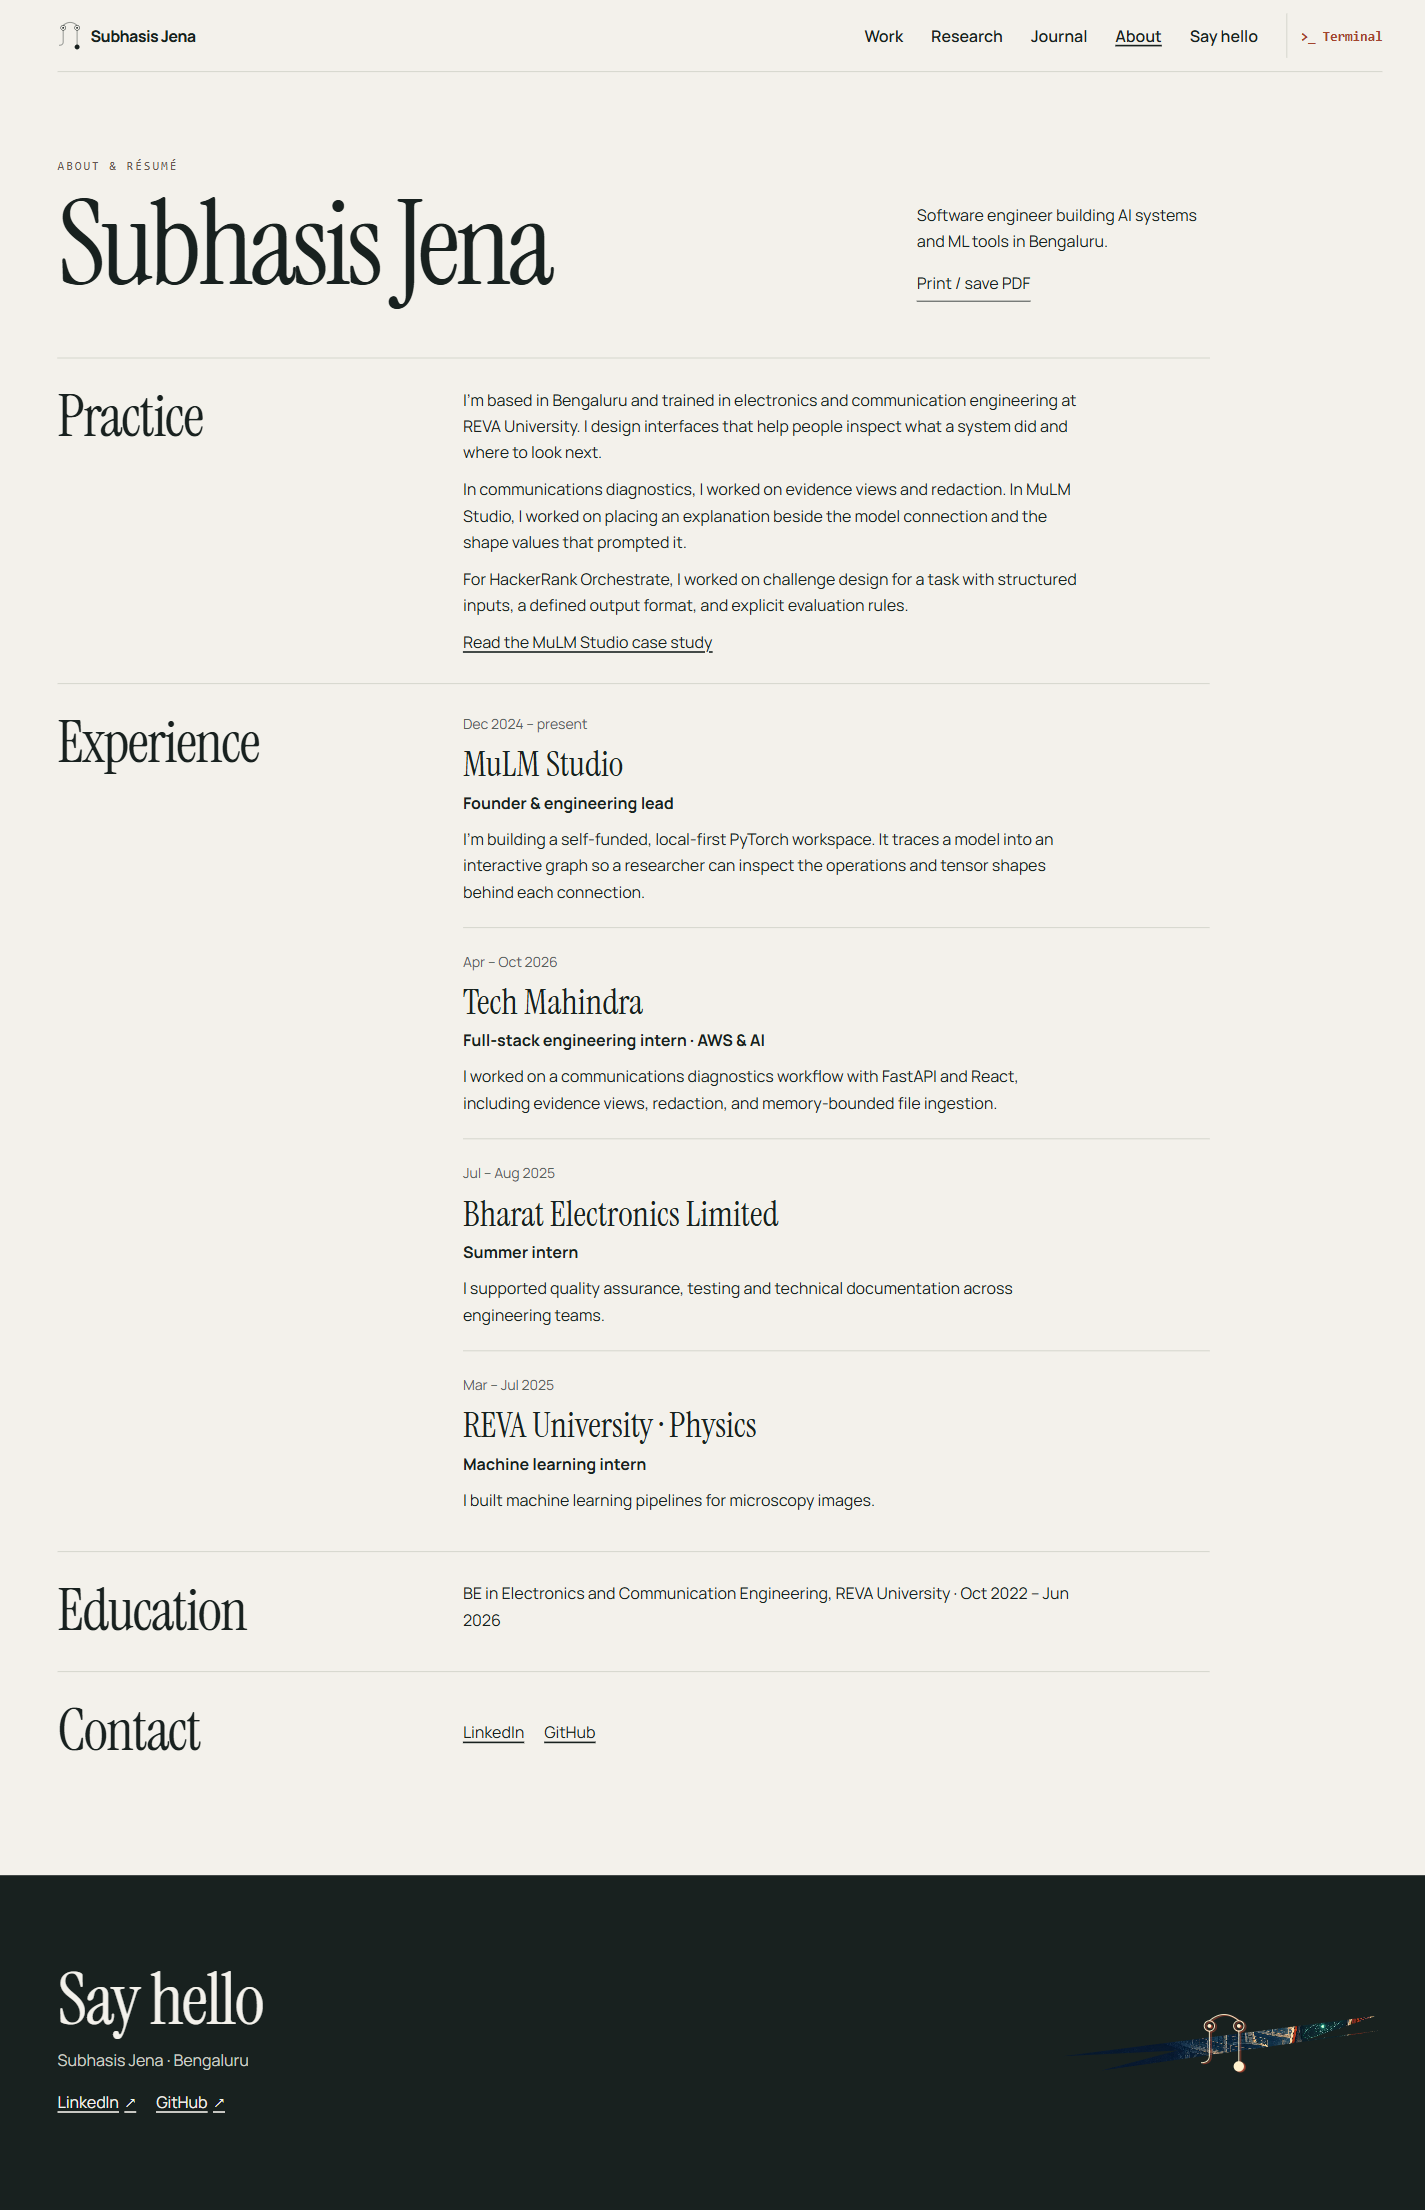 Subhasis Jena
Work Research Journal About Say hello >_ Terminal
ABOUT & RÉSUMÉ
Subhasis Jena
Software engineer building AI systems
and ML tools in Bengaluru.
Print / save PDF
Practice
I'm based in Bengaluru and trained in electronics and communication engineering at
REVA University. I design interfaces that help people inspect what a system did and
where to look next.
In communications diagnostics, I worked on evidence views and redaction. In MuLM
Studio, I worked on placing an explanation beside the model connection and the
shape values that prompted it.
For HackerRank Orchestrate, I worked on challenge design for a task with structured
inputs, a defined output format, and explicit evaluation rules.
Read the MuLM Studio case study
Experience
Dec 2024 – present
MuLM Studio
Founder & engineering lead
I'm building a self-funded, local-first PyTorch workspace. It traces a model into an
interactive graph so a researcher can inspect the operations and tensor shapes
behind each connection.
Apr – Oct 2026
Tech Mahindra
Full-stack engineering intern · AWS & AI
I worked on a communications diagnostics workflow with FastAPI and React,
including evidence views, redaction, and memory-bounded file ingestion.
Jul – Aug 2025
Bharat Electronics Limited
Summer intern
I supported quality assurance, testing and technical documentation across
engineering teams.
Mar – Jul 2025
REVA University · Physics
Machine learning intern
I built machine learning pipelines for microscopy images.
Education
BE in Electronics and Communication Engineering, REVA University · Oct 2022 – Jun
2026
Contact
LinkedIn GitHub
Say hello
Subhasis Jena · Bengaluru
LinkedIn ↗ GitHub ↗